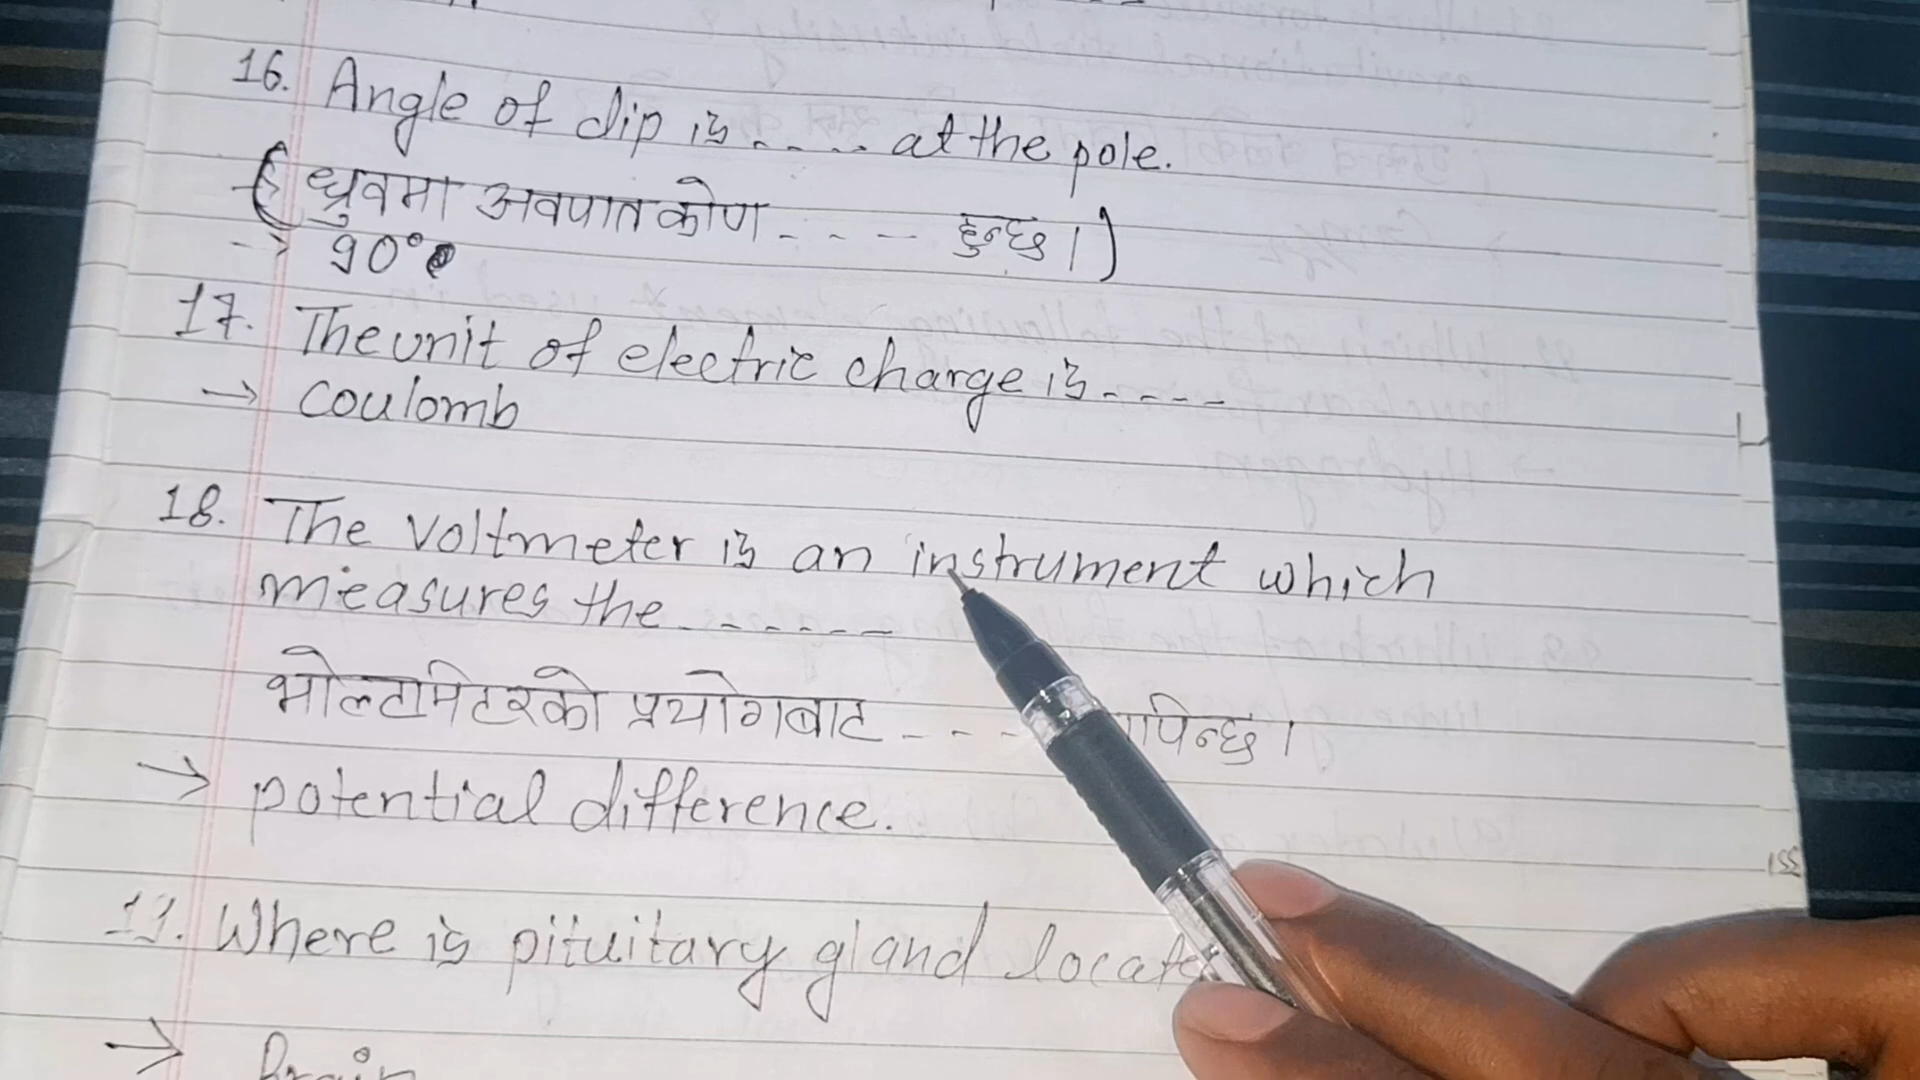 16. Angle of dip is .... at the pole.
( ध्रुवमा अवपात कोण - - - - हुन्छ। )
-> 90°
17. The unit of electric charge is ----
-> coulomb
18. The Voltmeter is an instrument which
measures the ------
भोल्टामिटरको प्रयोगबाट - - -
-> potential difference.
19. Where is pituitary gland
-> Brain